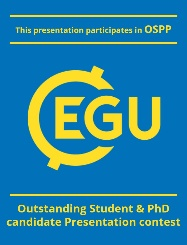 This presentation participates in OSPP
EGU
Outstanding Student & PhD
candidate Presentation contest